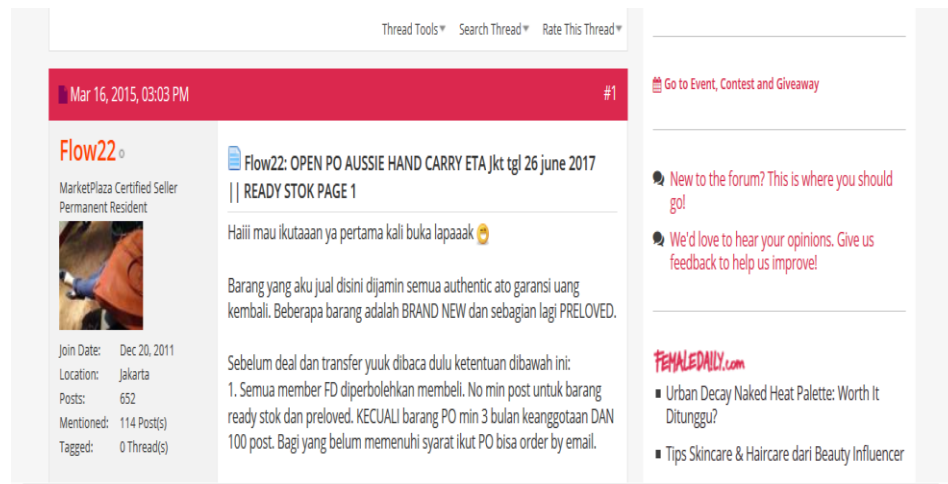 Thread Tools Search Thread Rate This Thread
Mar 16, 2015, 03:03 PM #1
Flow22
MarketPlaza Certified Seller
Permanent Resident
Join Date: Dec 20, 2011
Location: Jakarta
Posts: 652
Mentioned: 114 Post(s)
Tagged: 0 Thread(s)
Flow22: OPEN PO AUSSIE HAND CARRY ETA Jkt tgl 26 june 2017
|| READY STOK PAGE 1
Haiii mau ikutaaan ya pertama kali buka lapaaak
Barang yang aku jual disini dijamin semua authentic ato garansi uang
kembali. Beberapa barang adalah BRAND NEW dan sebagian lagi PRELOVED.
Sebelum deal dan transfer yuuk dibaca dulu ketentuan dibawah ini:
1. Semua member FD diperbolehkan membeli. No min post untuk barang
ready stok dan preloved. KECUALI barang PO min 3 bulan keanggotaan DAN
100 post. Bagi yang belum memenuhi syarat ikut PO bisa order by email.
Go to Event, Contest and Giveaway
New to the forum? This is where you should
go!
We'd love to hear your opinions. Give us
feedback to help us improve!
FEMALEDAILY.com
Urban Decay Naked Heat Palette: Worth It
Ditunggu?
Tips Skincare & Haircare dari Beauty Influencer